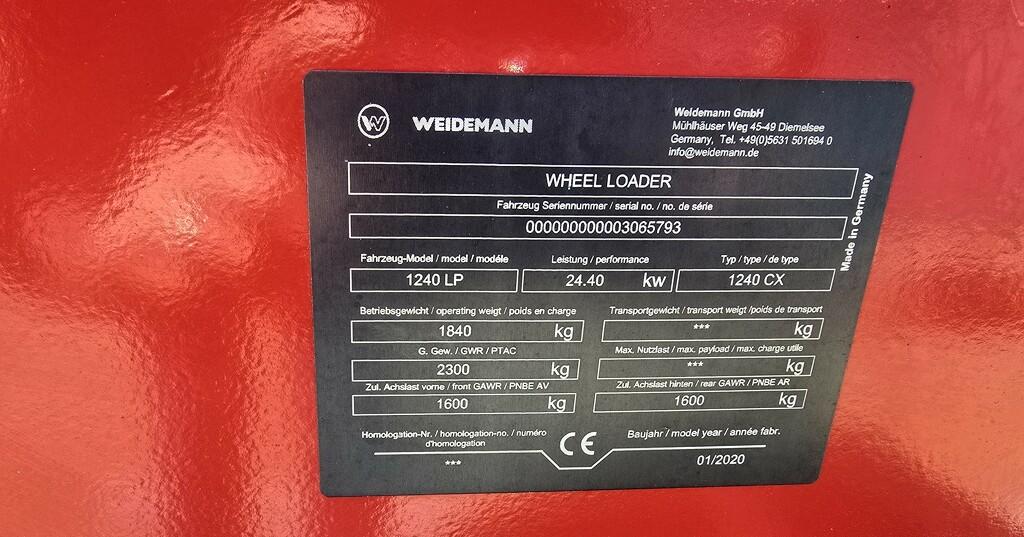 W WEIDEMANN
Weidemann GmbH
Mühlhäuser Weg 45-49 Diemelsee
Germany, Tel. +49(0)5631 501694 0
info@weidemann.de
WHEEL LOADER
Fahrzeug Seriennummer / serial no. / no. de série
000000000003065793
Made in Germany
Fahrzeug-Model / model / modéle
Leistung / performance
Typ / type / de type
1240 LP
24.40 kw
1240 CX
Betriebsgewicht / operating weigt / poids en charge
Transportgewicht / transport weigt /poids de transport
1840 kg
*** kg
G. Gew. / GWR / PTAC
Max. Nutzlast / max. payload / max. charge utile
2300 kg
*** kg
Zul. Achslast vorne / front GAWR / PNBE AV
Zul. Achslast hinten / rear GAWR / PNBE AR
1600 kg
1600 kg
Homologation-Nr. / homologation-no. / numéro
d'homologation
***
CE
Baujahr / model year / année fabr.
01/2020